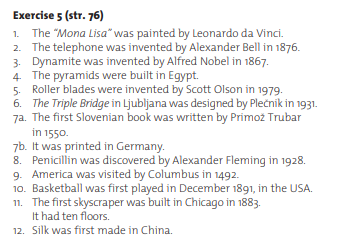 Exercise 5 (str. 76)
1. The "Mona Lisa" was painted by Leonardo da Vinci.
2. The telephone was invented by Alexander Bell in 1876.
3. Dynamite was invented by Alfred Nobel in 1867.
4. The pyramids were built in Egypt.
5. Roller blades were invented by Scott Olson in 1979.
6. The Triple Bridge in Ljubljana was designed by Plečnik in 1931.
7a. The first Slovenian book was written by Primož Trubar
in 1550.
7b. It was printed in Germany.
8. Penicillin was discovered by Alexander Fleming in 1928.
9. America was visited by Columbus in 1492.
10. Basketball was first played in December 1891, in the USA.
11. The first skyscraper was built in Chicago in 1883.
It had ten floors.
12. Silk was first made in China.